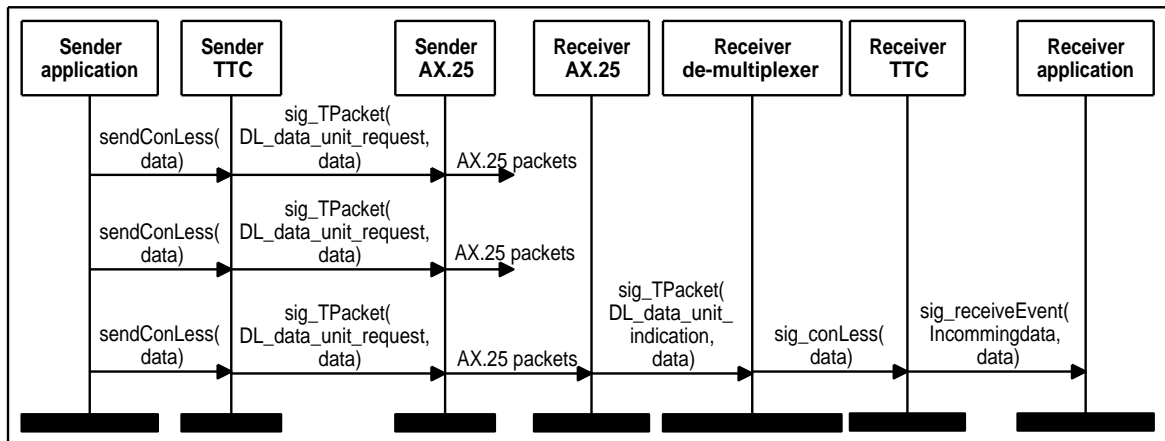 Sender
application
Sender
TTC
Sender
AX.25
Receiver
AX.25
Receiver
de-multiplexer
Receiver
TTC
Receiver
application
sendConLess(
data)
sig_TPacket(
DL_data_unit_request,
data)
AX.25 packets
sendConLess(
data)
sig_TPacket(
DL_data_unit_request,
data)
AX.25 packets
sendConLess(
data)
sig_TPacket(
DL_data_unit_request,
data)
AX.25 packets
sig_TPacket(
DL_data_unit_
indication,
data)
sig_conLess(
data)
sig_receiveEvent(
Incommingdata,
data)